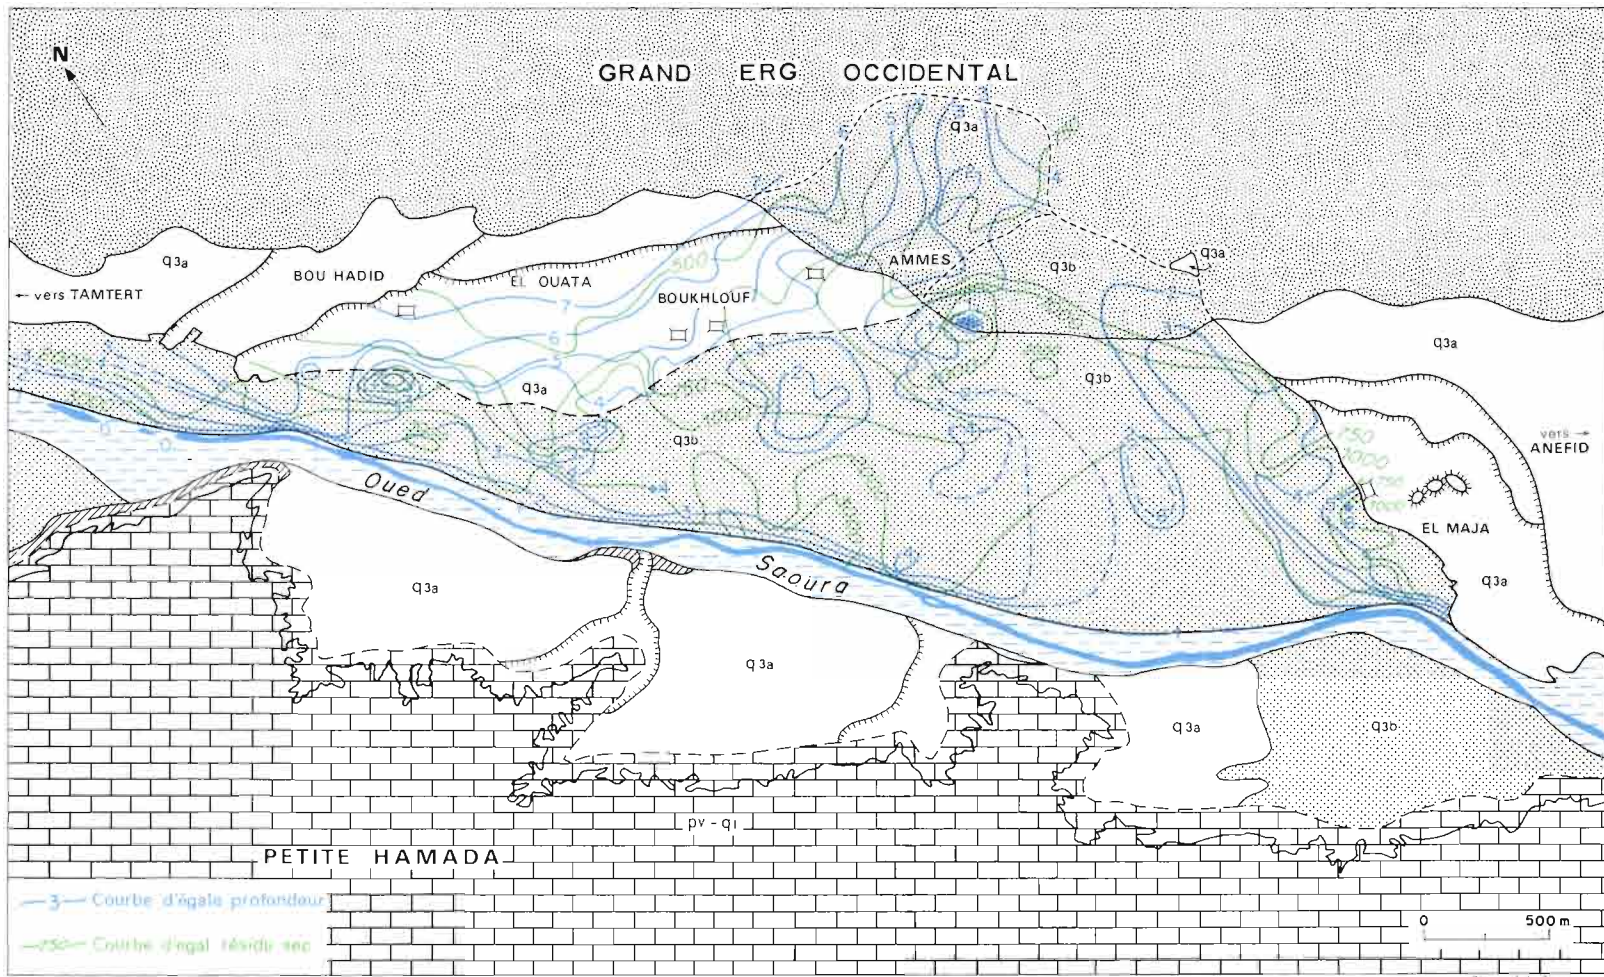 N
GRAND ERG OCCIDENTAL
q3a
q3a
q3a
← vers TAMTERT
BOU HADID
EL OUATA
BOUKHLOUF
AMMES
q3b
500
7
6
5
4
q3a
q3b
q3b
q3a
vers →
ANEFID
750
1000
EL MAJA
q3a
Oued
Saoura
q3a
q3a
q3a
q3b
pv - q1
PETITE HAMADA
3 Courbe d'égale profondeur
750 Courbe d'égal résidu sec
0 500 m